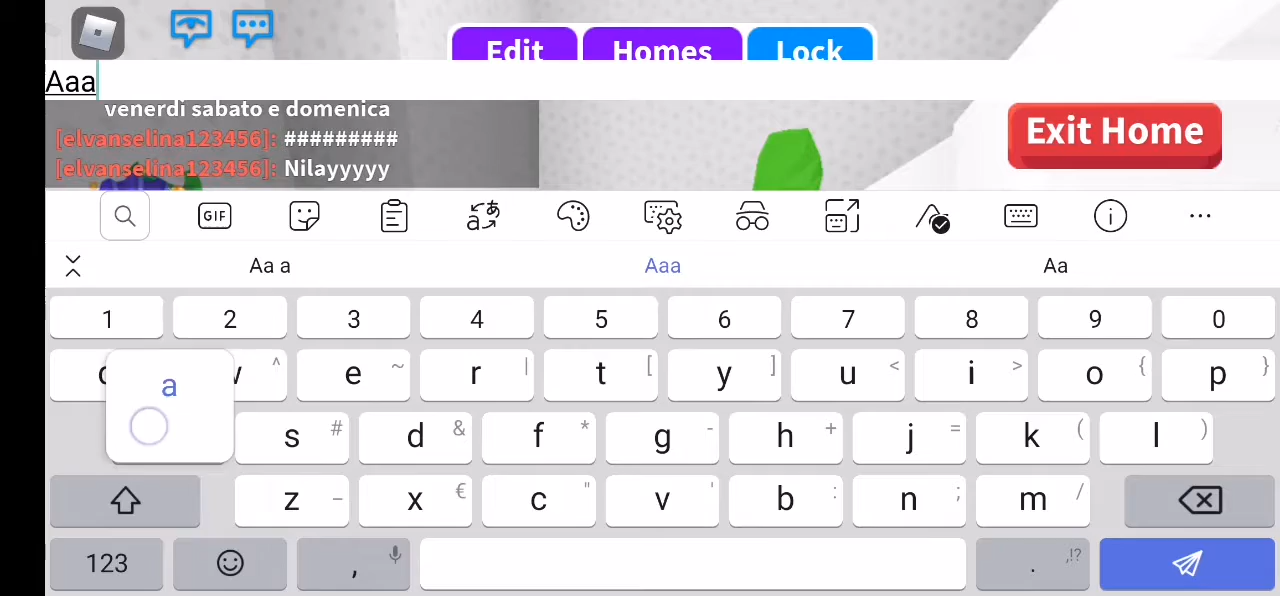 Edit Homes Lock
Aaa
venerdì sabato e domenica
[elvanselina123456]: #########
[elvanselina123456]: Nilayyyyy
Exit Home
GIF
Aa a Aaa Aa
1 2 3 4 5 6 7 8 9 0
^ e ~ r | t [ y ] u < i > o { p }
a s # d & f * g - h + j = k ( l )
z _ x € c " v ' b : n ; m /
123 , . ,!?